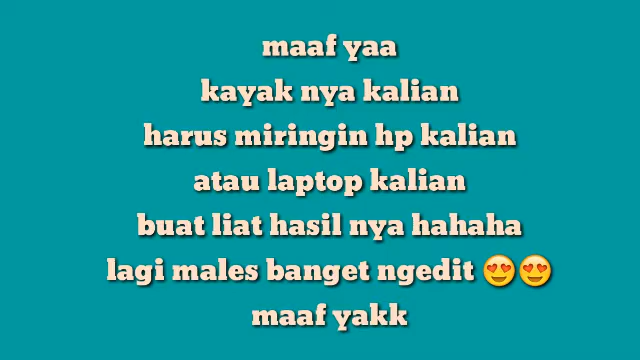 maaf yaa
kayak nya kalian
harus miringin hp kalian
atau laptop kalian
buat liat hasil nya hahaha
lagi males banget ngedit 😍😍
maaf yakk